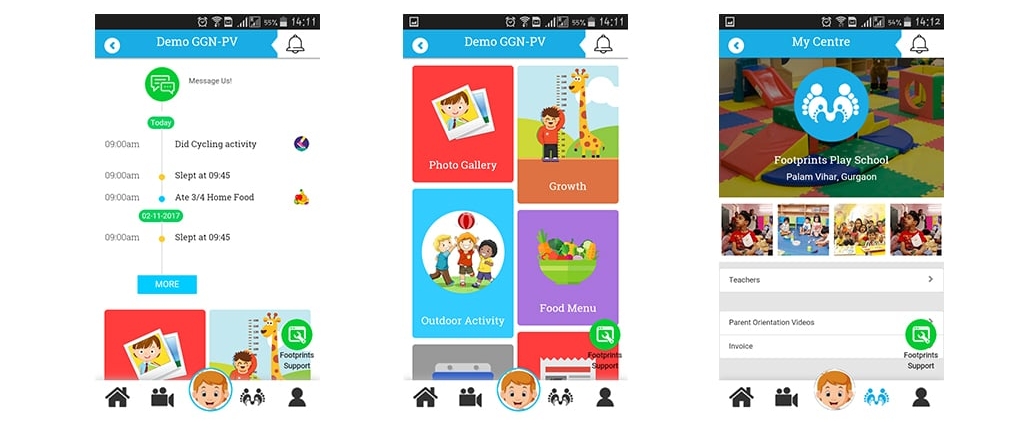 55% 14:11
Demo GGN-PV
Message Us!
Today
09:00am Did Cycling activity
09:00am Slept at 09:45
09:00am Ate 3/4 Home Food
02-11-2017
09:00am Slept at 09:45
MORE
Footprints
Support
55% 14:11
Demo GGN-PV
Photo Gallery
Growth
Outdoor Activity
Food Menu
Footprints
Support
54% 14:12
My Centre
Footprints Play School
Palam Vihar, Gurgaon
Teachers
Parent Orientation Videos
Invoice
Footprints
Support